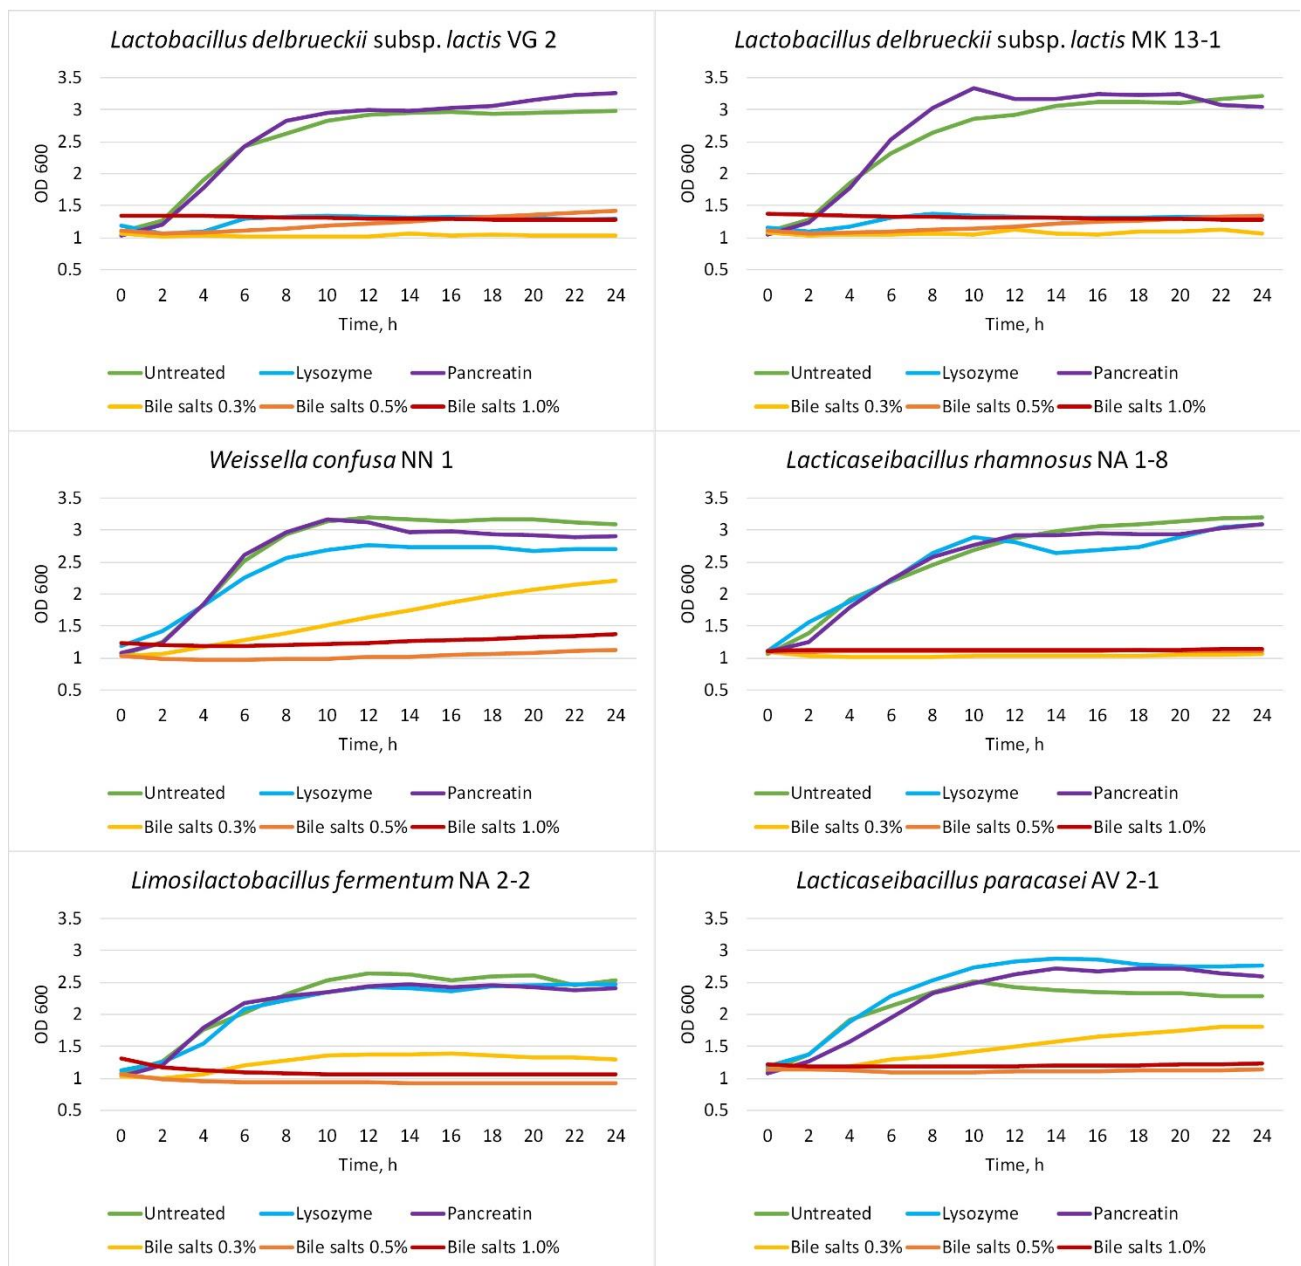 Lactobacillus delbrueckii subsp. lactis VG 2
3.5
3
2.5
2
1.5
1
0.5
OD 600
0 2 4 6 8 10 12 14 16 18 20 22 24
Time, h
Untreated Lysozyme Pancreatin
Bile salts 0.3% Bile salts 0.5% Bile salts 1.0%
Lactobacillus delbrueckii subsp. lactis MK 13-1
3.5
3
2.5
2
1.5
1
0.5
OD 600
0 2 4 6 8 10 12 14 16 18 20 22 24
Time, h
Untreated Lysozyme Pancreatin
Bile salts 0.3% Bile salts 0.5% Bile salts 1.0%
Weissella confusa NN 1
3.5
3
2.5
2
1.5
1
0.5
OD 600
0 2 4 6 8 10 12 14 16 18 20 22 24
Time, h
Untreated Lysozyme Pancreatin
Bile salts 0.3% Bile salts 0.5% Bile salts 1.0%
Lacticaseibacillus rhamnosus NA 1-8
3.5
3
2.5
2
1.5
1
0.5
OD 600
0 2 4 6 8 10 12 14 16 18 20 22 24
Time, h
Untreated Lysozyme Pancreatin
Bile salts 0.3% Bile salts 0.5% Bile salts 1.0%
Limosilactobacillus fermentum NA 2-2
3.5
3
2.5
2
1.5
1
0.5
OD 600
0 2 4 6 8 10 12 14 16 18 20 22 24
Time, h
Untreated Lysozyme Pancreatin
Bile salts 0.3% Bile salts 0.5% Bile salts 1.0%
Lacticaseibacillus paracasei AV 2-1
3.5
3
2.5
2
1.5
1
0.5
OD 600
0 2 4 6 8 10 12 14 16 18 20 22 24
Time, h
Untreated Lysozyme Pancreatin
Bile salts 0.3% Bile salts 0.5% Bile salts 1.0%